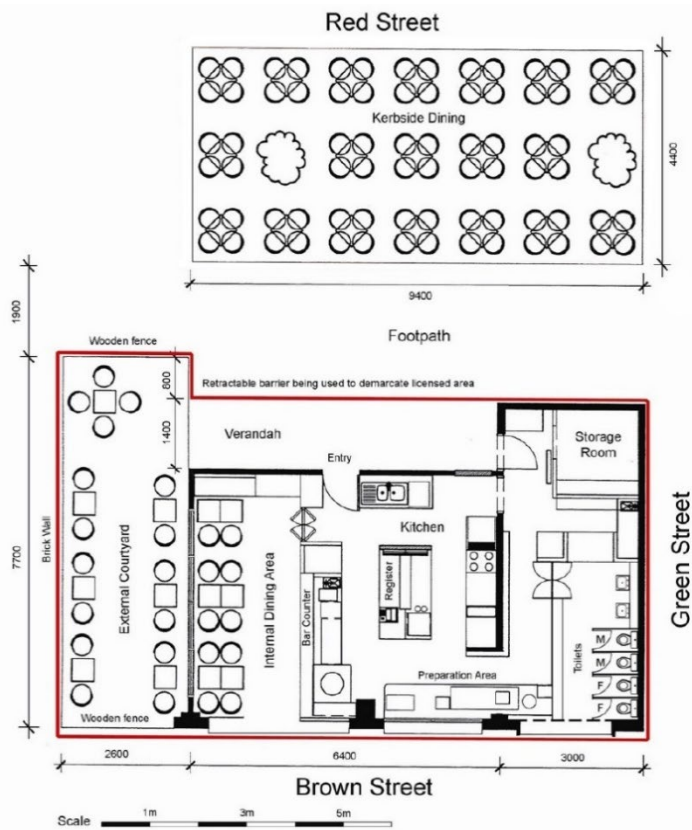 Red Street
Kerbside Dining
4400
9400
1900
Footpath
Wooden fence
800
Retractable barrier being used to demarcate licensed area
1400
Verandah
Entry
Storage
Room
Kitchen
7700
Brick Wall
External Courtyard
Internal Dining Area
Bar Counter
Register
Green Street
Preparation Area
Toilets
M
M
F
F
Wooden fence
2600
6400
3000
Brown Street
Scale
1m
3m
5m